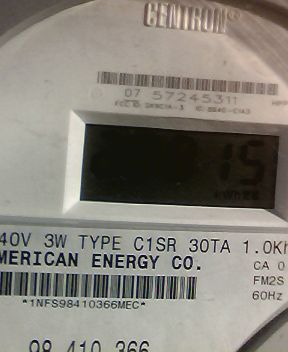 CENTRON®
07 57245311
15
40V 3W TYPE C1SR 30TA 1.0Kh
MERICAN ENERGY CO.
CA 0
FM2S
60Hz
*1NFS98410366MEC*
98 410 366